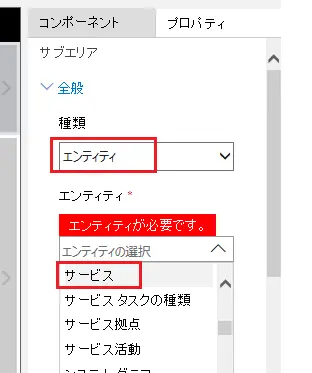 コンポーネント プロパティ
サブエリア
全般
種類
エンティティ
エンティティ *
エンティティが必要です。
エンティティの選択
サービス
サービス タスクの種類
サービス拠点
サービス活動